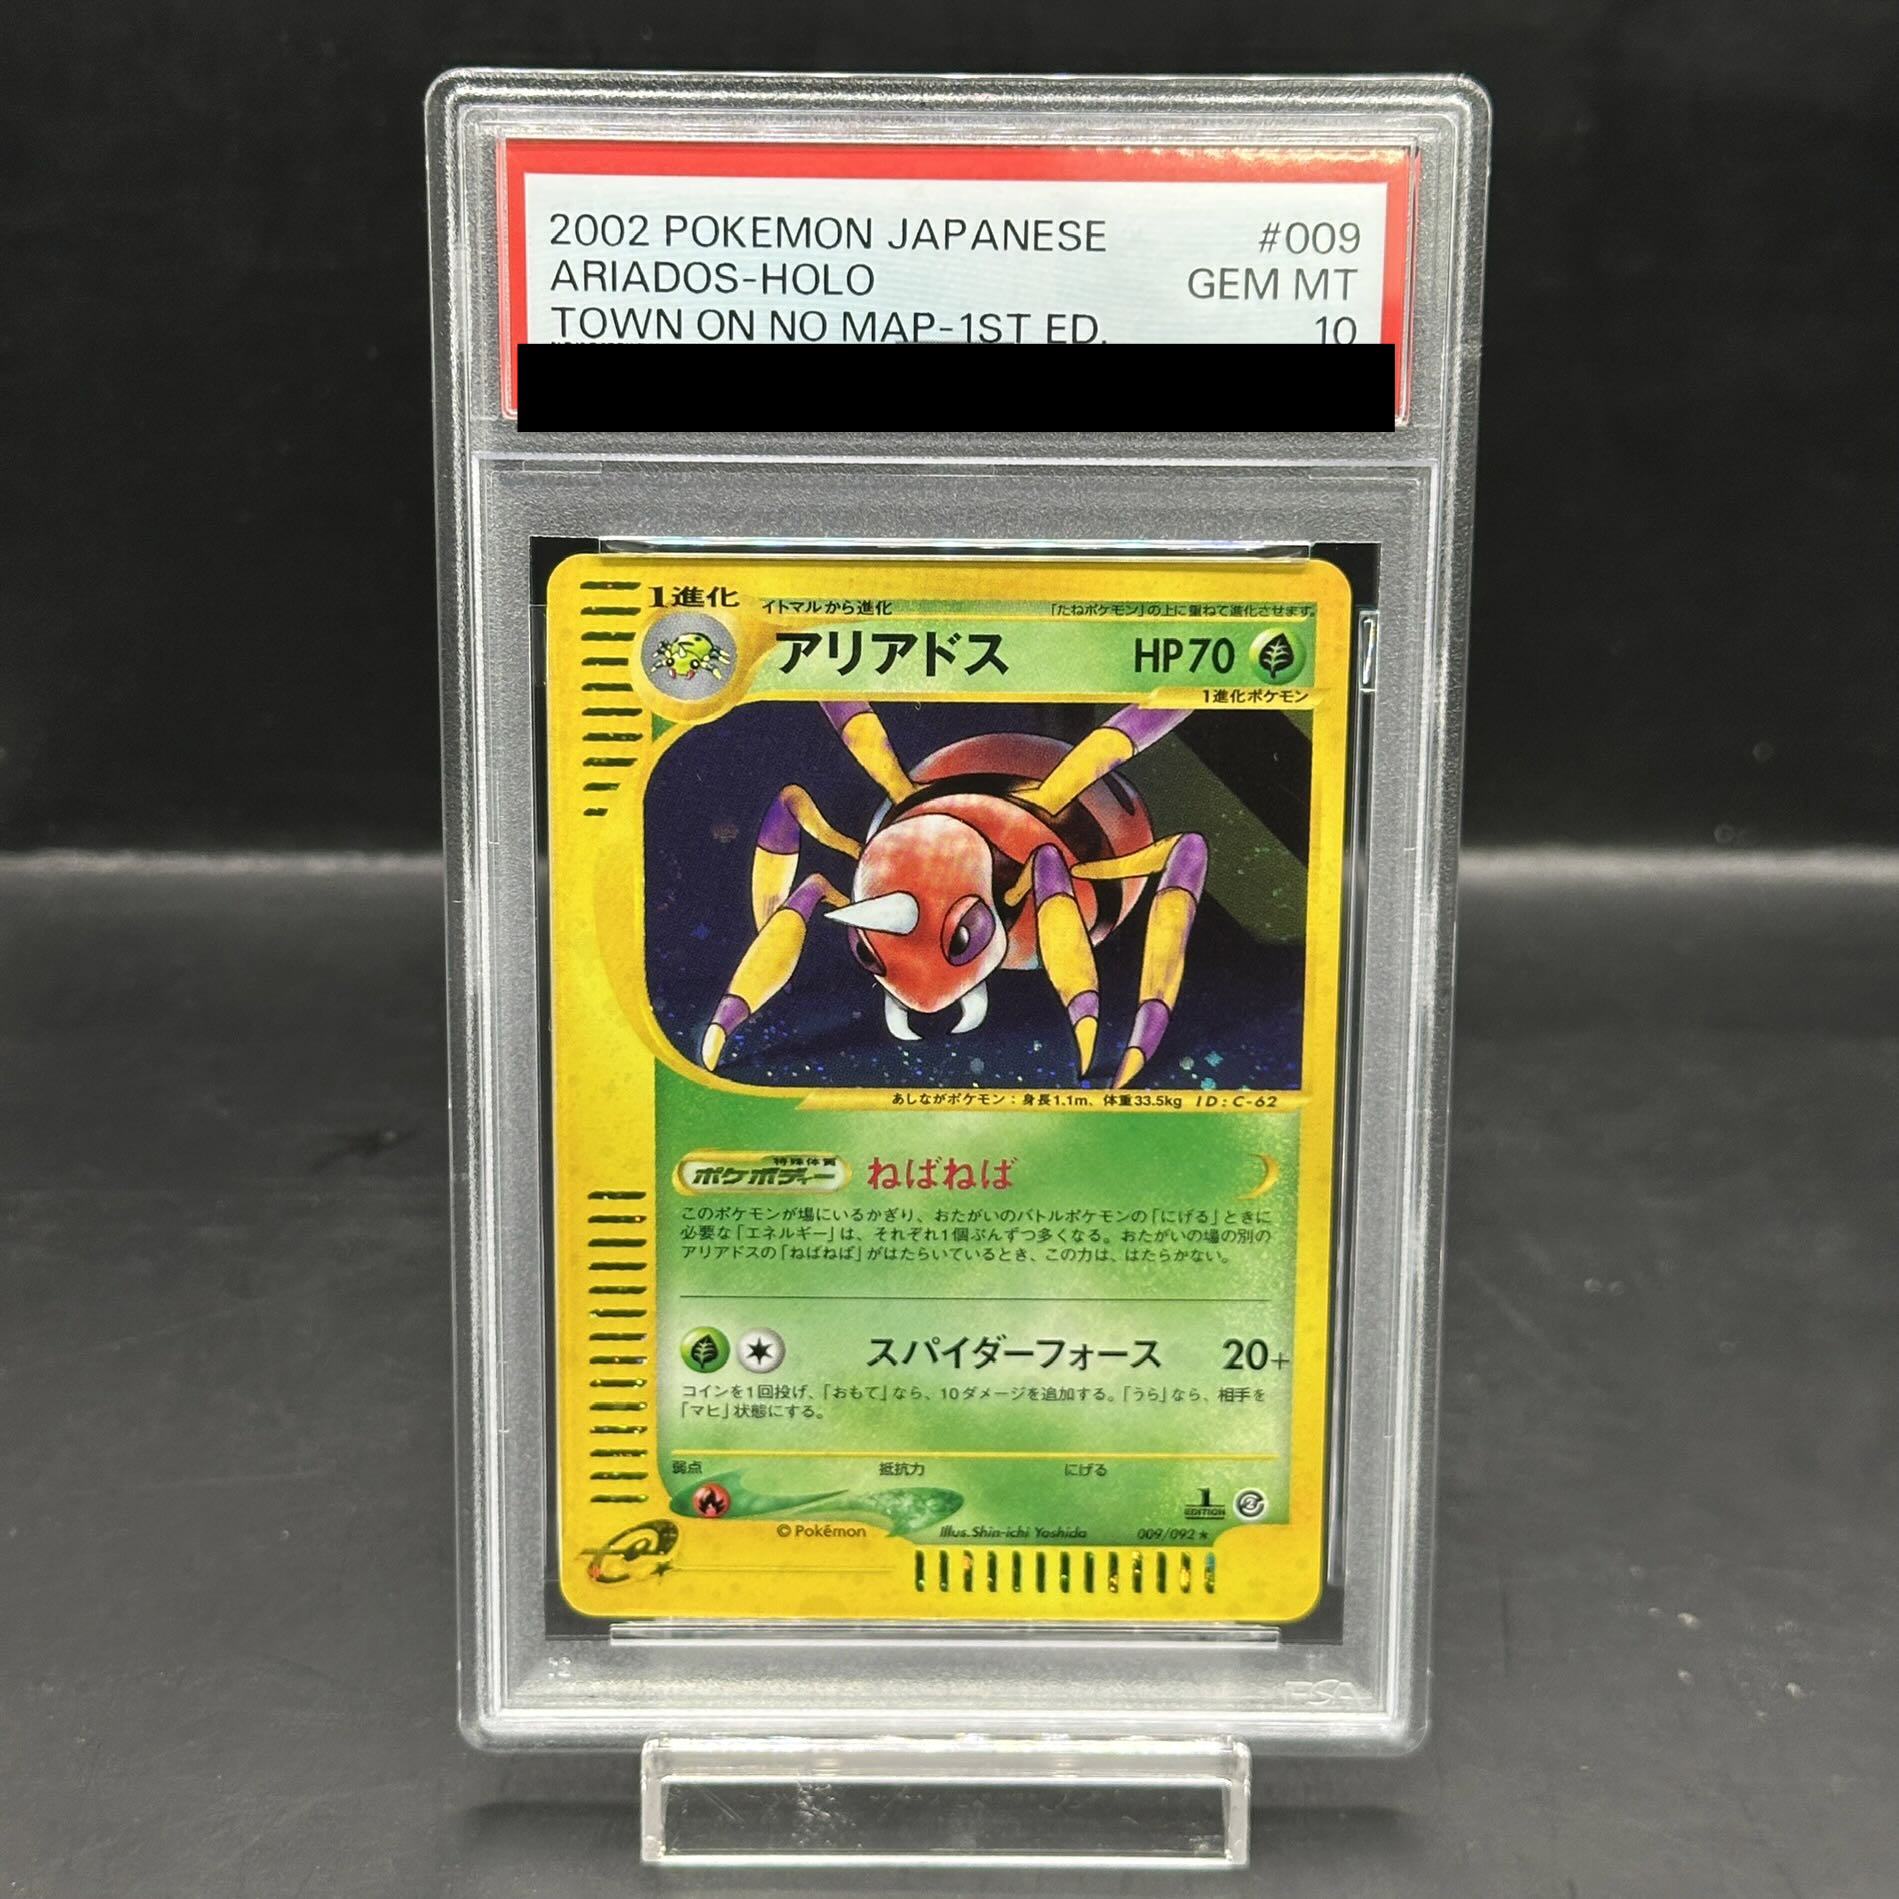 2002 POKEMON JAPANESE #009
ARIADOS-HOLO GEM MT
TOWN ON NO MAP-1ST ED. 10
1進化 イトマルから進化 「たねポケモン」の上に重ねて進化させます。
アリアドス HP70
1進化ポケモン
あしながポケモン：身長1.1m、体重33.5kg ID:C-62
特殊体質
ポケボディー ねばねば
このポケモンが場にいるかぎり、おたがいのバトルポケモンの「にげる」ときに
必要な「エネルギー」は、それぞれ1個ぶんずつ多くなる。おたがいの場の別の
アリアドスの「ねばねば」がはたらいているとき、この力は、はたらかない。
スパイダーフォース 20+
コインを1回投げ、「おもて」なら、10ダメージを追加する。「うら」なら、相手を
「マヒ」状態にする。
弱点 抵抗力 にげる
1
EDITION
©Pokémon Illus.Shin-ichi Yoshida 009/092★
e
PSA